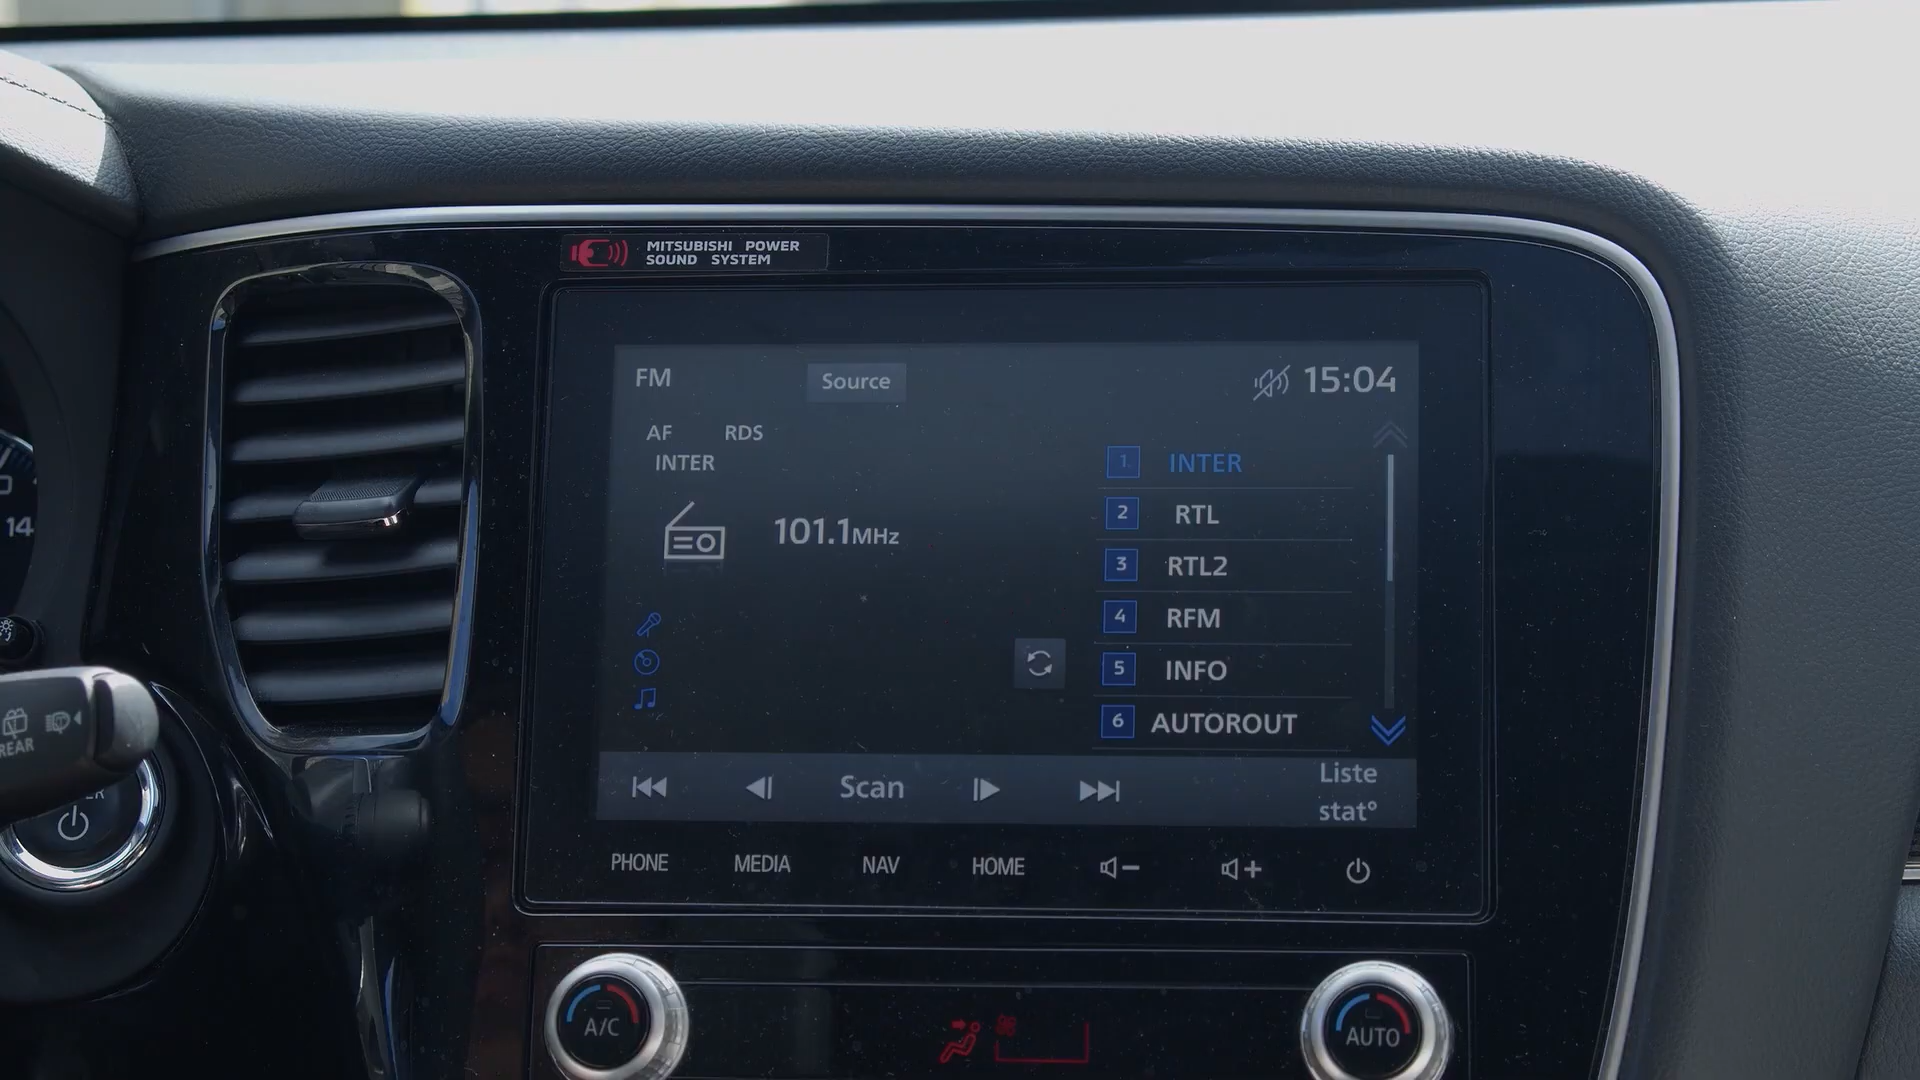 MITSUBISHI POWER
SOUND SYSTEM
FM
Source
15:04
AF RDS
INTER
101.1MHz
1 INTER
2 RTL
3 RTL2
4 RFM
5 INFO
6 AUTOROUT
Scan
Liste
stat°
PHONE MEDIA NAV HOME
14
REAR
A/C
AUTO